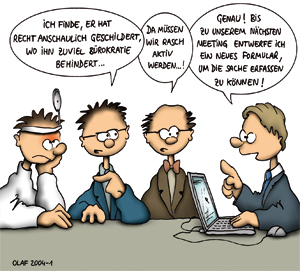 ICH FINDE, ER HAT
RECHT ANSCHAULICH GESCHILDERT,
WO IHN ZUVIEL BÜROKRATIE
BEHINDERT...
DA MÜSSEN
WIR RASCH
AKTIV
WERDEN...!
GENAU! BIS
ZU UNSEREM NÄCHSTEN
MEETING ENTWERFE ICH
EIN NEUES FORMULAR,
UM DIE SACHE ERFASSEN
ZU KÖNNEN!
OLAF 2004-1